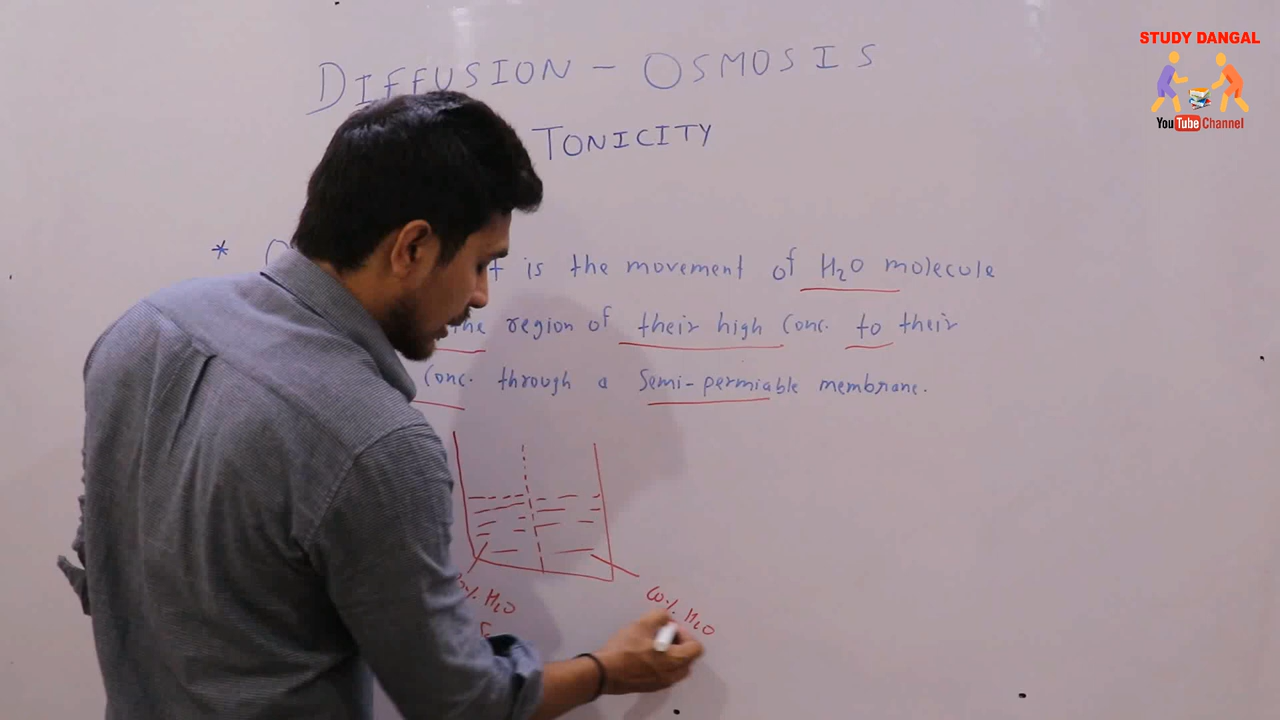 STUDY DANGAL
YouTube Channel
DIFFUSION - OSMOSIS
TONICITY
* is the movement of H2O molecule
the region of their high Conc. to their
Conc. through a Semi-permiable membrane.
% H2O
% H2O